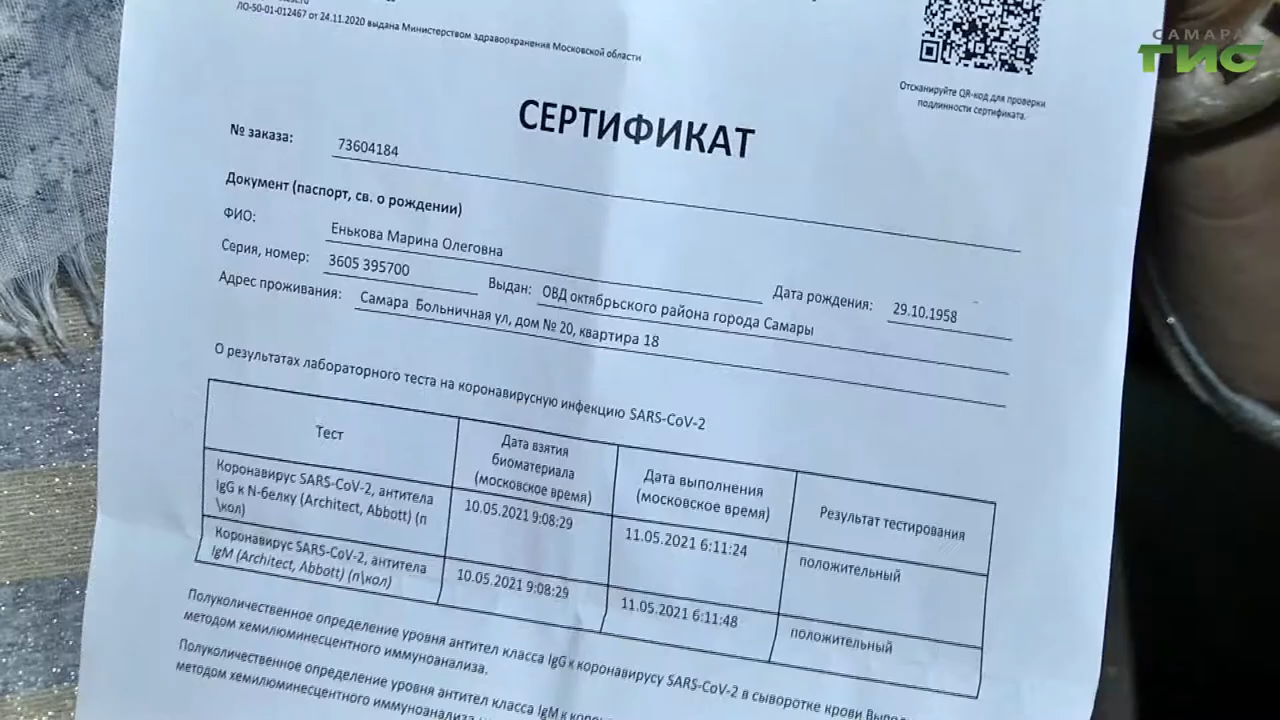 ЛО-50-01-012467 от 24.11.2020 выдана Министерством здравоохранения Московской области
САМАРА
ГИС
Отсканируйте QR-код для проверки
подлинности сертификата.
СЕРТИФИКАТ
№ заказа: 73604184
Документ (паспорт, св. о рождении)
ФИО: Енькова Марина Олеговна
Дата рождения: 29.10.1958
Серия, номер: 3605 395700 Выдан: ОВД октябрьского района города Самары
Адрес проживания: Самара Больничная ул, дом № 20, квартира 18
О результатах лабораторного теста на коронавирусную инфекцию SARS-CoV-2
Тест
Дата взятия
биоматериала
(московское время)
Дата выполнения
(московское время)
Результат тестирования
Коронавирус SARS-CoV-2, антитела
IgG к N-белку (Architect, Abbott) (п
\кол)
10.05.2021 9:08:29
11.05.2021 6:11:24
положительный
Коронавирус SARS-CoV-2, антитела
IgM (Architect, Abbott) (п\кол)
10.05.2021 9:08:29
11.05.2021 6:11:48
положительный
Полуколичественное определение уровня антител класса IgG к коронавирусу SARS-CoV-2 в сыворотке крови
методом хемилюминесцентного иммуноанализа.
Полуколичественное определение уровня антител класса IgM к
методом хемилюминесцентного иммуноанализа